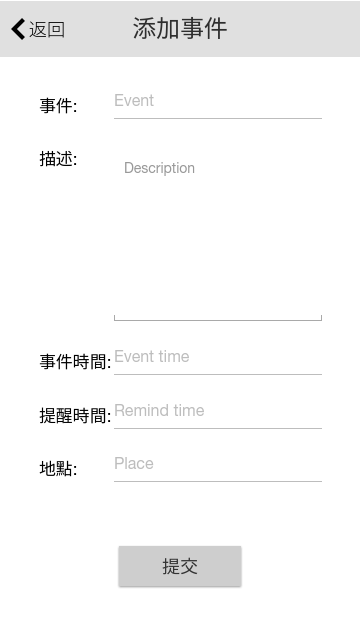 返回 添加事件
事件: Event
描述: Description
事件時間: Event time
提醒時間: Remind time
地點: Place
提交